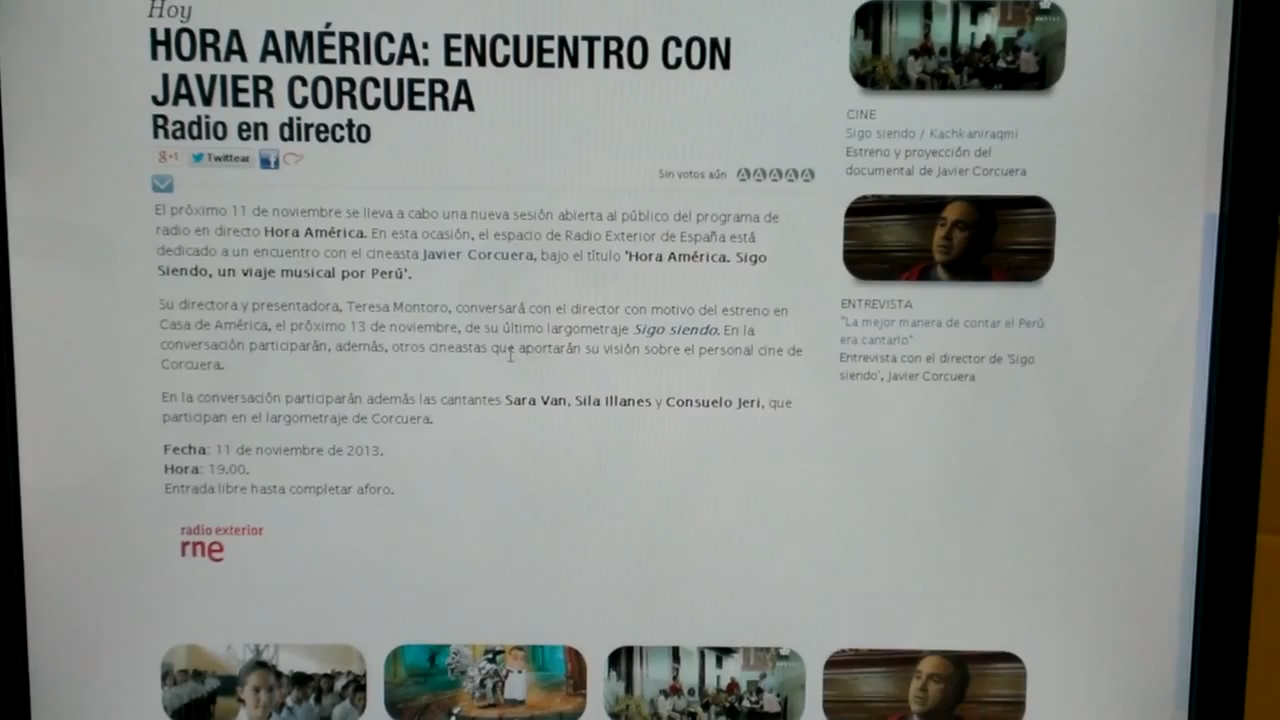 Hoy
HORA AMÉRICA: ENCUENTRO CON
JAVIER CORCUERA
Radio en directo
g+1 Twittear f
Sin votos aún
El próximo 11 de noviembre se lleva a cabo una nueva sesión abierta al público del programa de
radio en directo Hora América. En esta ocasión, el espacio de Radio Exterior de España está
dedicado a un encuentro con el cineasta Javier Corcuera, bajo el título 'Hora América. Sigo
Siendo, un viaje musical por Perú'.
Su directora y presentadora, Teresa Montoro, conversará con el director con motivo del estreno en
Casa de América, el próximo 13 de noviembre, de su último largometraje Sigo siendo. En la
conversación participarán, además, otros cineastas que aportarán su visión sobre el personal cine de
Corcuera.
En la conversación participarán además las cantantes Sara Van, Sila Illanes y Consuelo Jeri, que
participan en el largometraje de Corcuera.
Fecha: 11 de noviembre de 2013.
Hora: 19.00.
Entrada libre hasta completar aforo.
radio exterior
rne
CINE
Sigo siendo / Kachkaniraqmi
Estreno y proyección del
documental de Javier Corcuera
ENTREVISTA
"La mejor manera de contar el Perú
era cantarlo"
Entrevista con el director de 'Sigo
siendo', Javier Corcuera